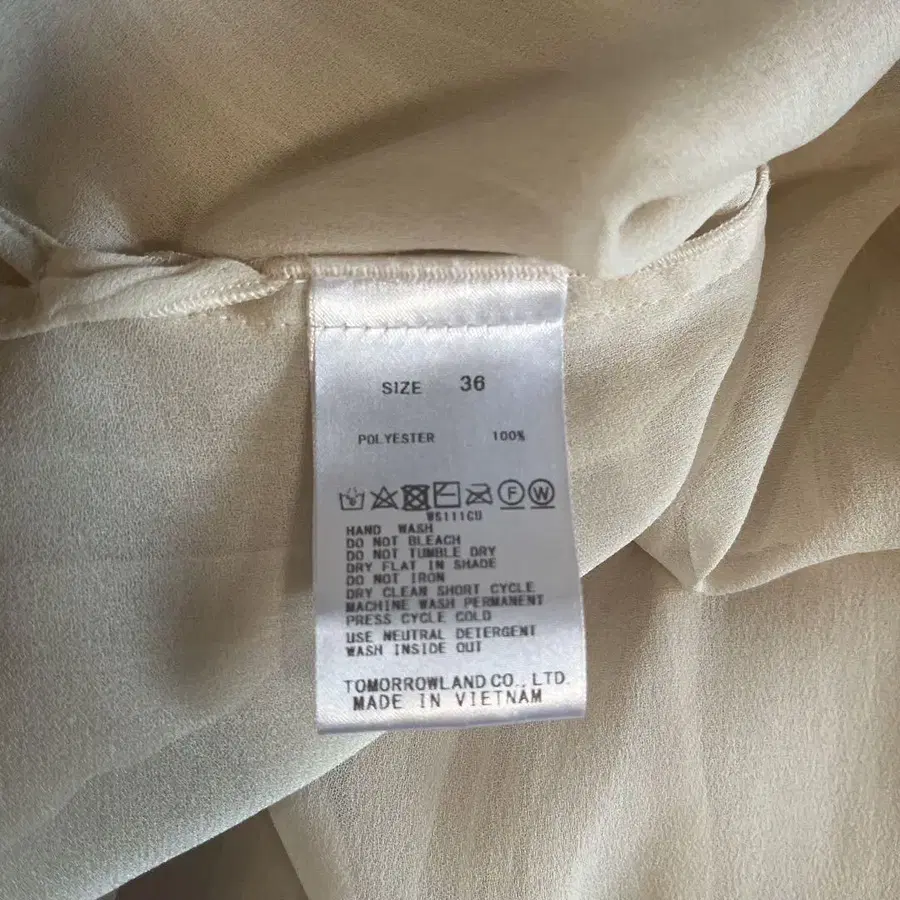 SIZE 36
POLYESTER 100%
F W
WS111CU
HAND WASH
DO NOT BLEACH
DO NOT TUMBLE DRY
DRY FLAT IN SHADE
DO NOT IRON
DRY CLEAN SHORT CYCLE
MACHINE WASH PERMANENT
PRESS CYCLE COLD
USE NEUTRAL DETERGENT
WASH INSIDE OUT
TOMORROWLAND CO., LTD.
MADE IN VIETNAM